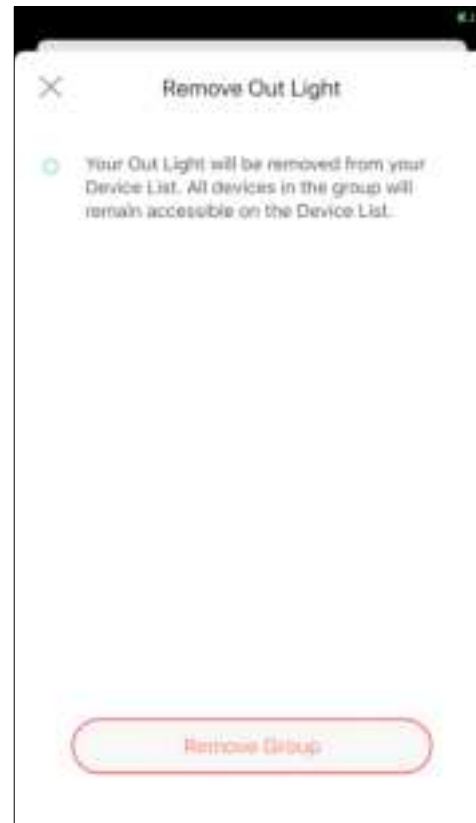 Remove Out Light
Your Out Light will be removed from your
Device List. All devices in the group will
remain accessible on the Device List.
Remove Group